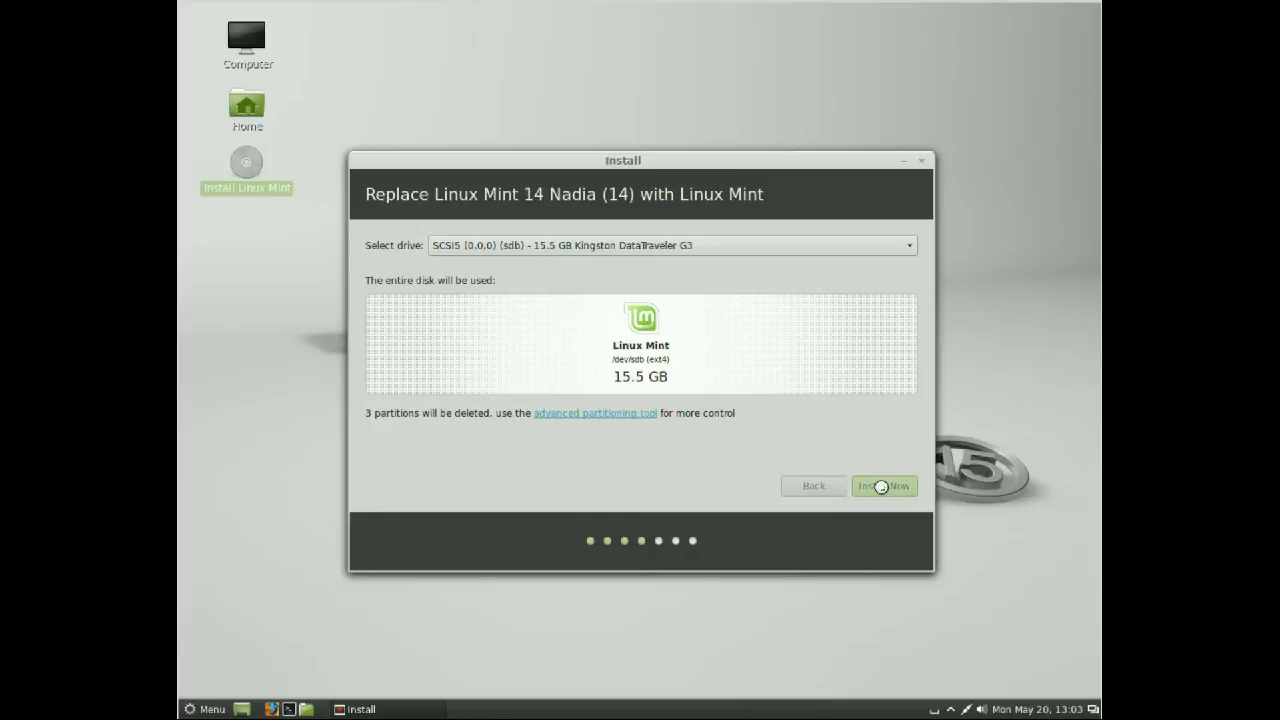 Computer
Home
Install Linux Mint
Install
Replace Linux Mint 14 Nadia (14) with Linux Mint
Select drive: SCSI5 (0,0,0) (sdb) - 15.5 GB Kingston DataTraveler G3
The entire disk will be used:
Linux Mint
/dev/sdb (ext4)
15.5 GB
3 partitions will be deleted, use the advanced partitioning tool for more control
Back Install Now
15
Menu Install Mon May 20, 13:03